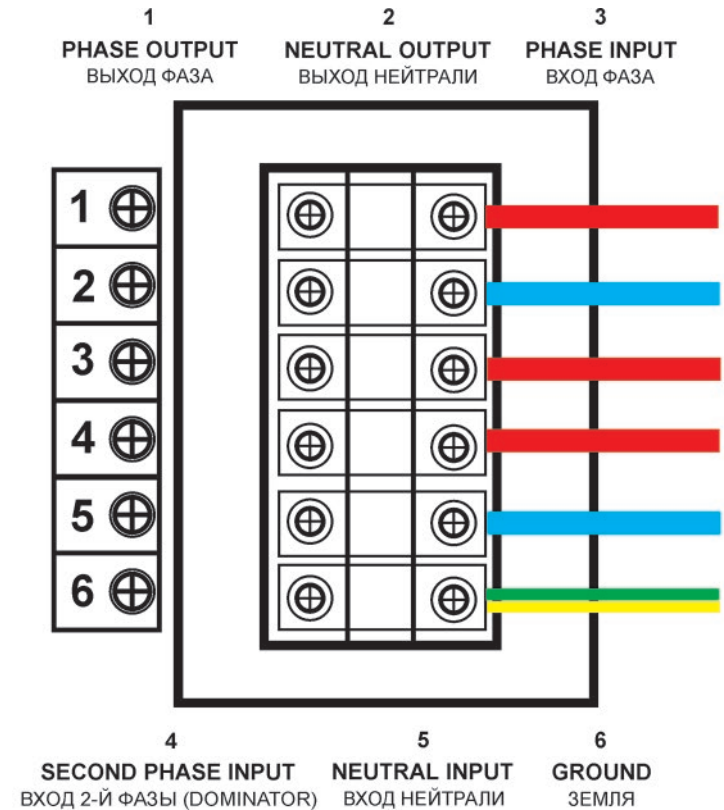 1 2 3
PHASE OUTPUT NEUTRAL OUTPUT PHASE INPUT
ВЫХОД ФАЗА ВЫХОД НЕЙТРАЛИ ВХОД ФАЗА
1
2
3
4
5
6
4 5 6
SECOND PHASE INPUT NEUTRAL INPUT GROUND
ВХОД 2-Й ФАЗЫ (DOMINATOR) ВХОД НЕЙТРАЛИ ЗЕМЛЯ